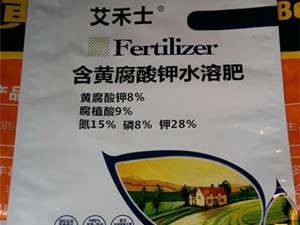 艾禾士®
Fertilizer
含黄腐酸钾水溶肥
黄腐酸钾8%
腐植酸9%
氮15% 磷8% 钾28%